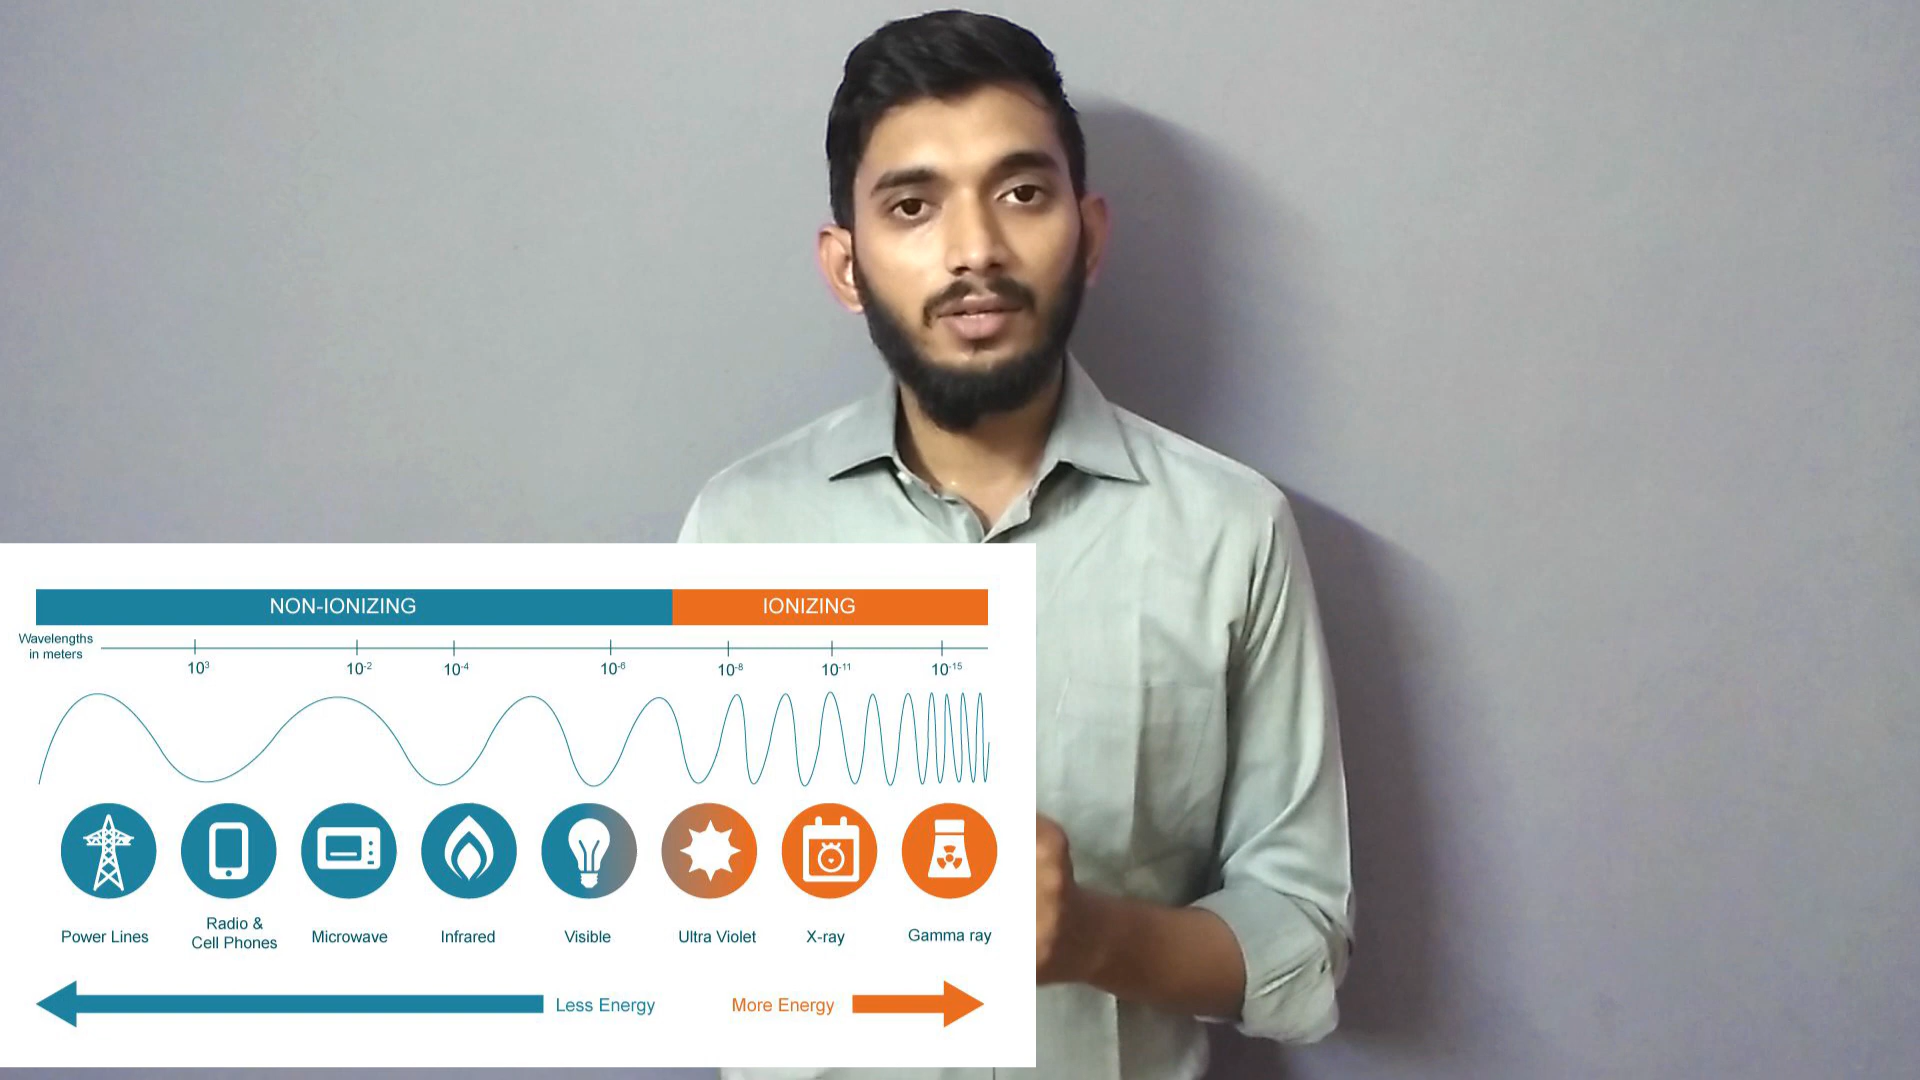 NON-IONIZING
IONIZING
Wavelengths
in meters
10³
10⁻²
10⁻⁴
10⁻⁶
10⁻⁸
10⁻¹¹
10⁻¹⁵
Power Lines
Radio &
Cell Phones
Microwave
Infrared
Visible
Ultra Violet
X-ray
Gamma ray
Less Energy
More Energy